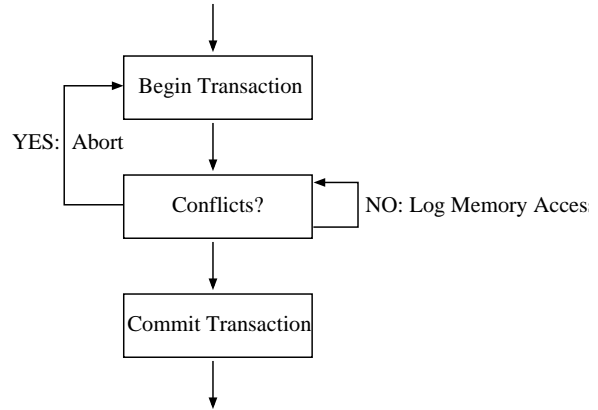 Begin Transaction
YES: Abort
Conflicts?
NO: Log Memory Access
Commit Transaction